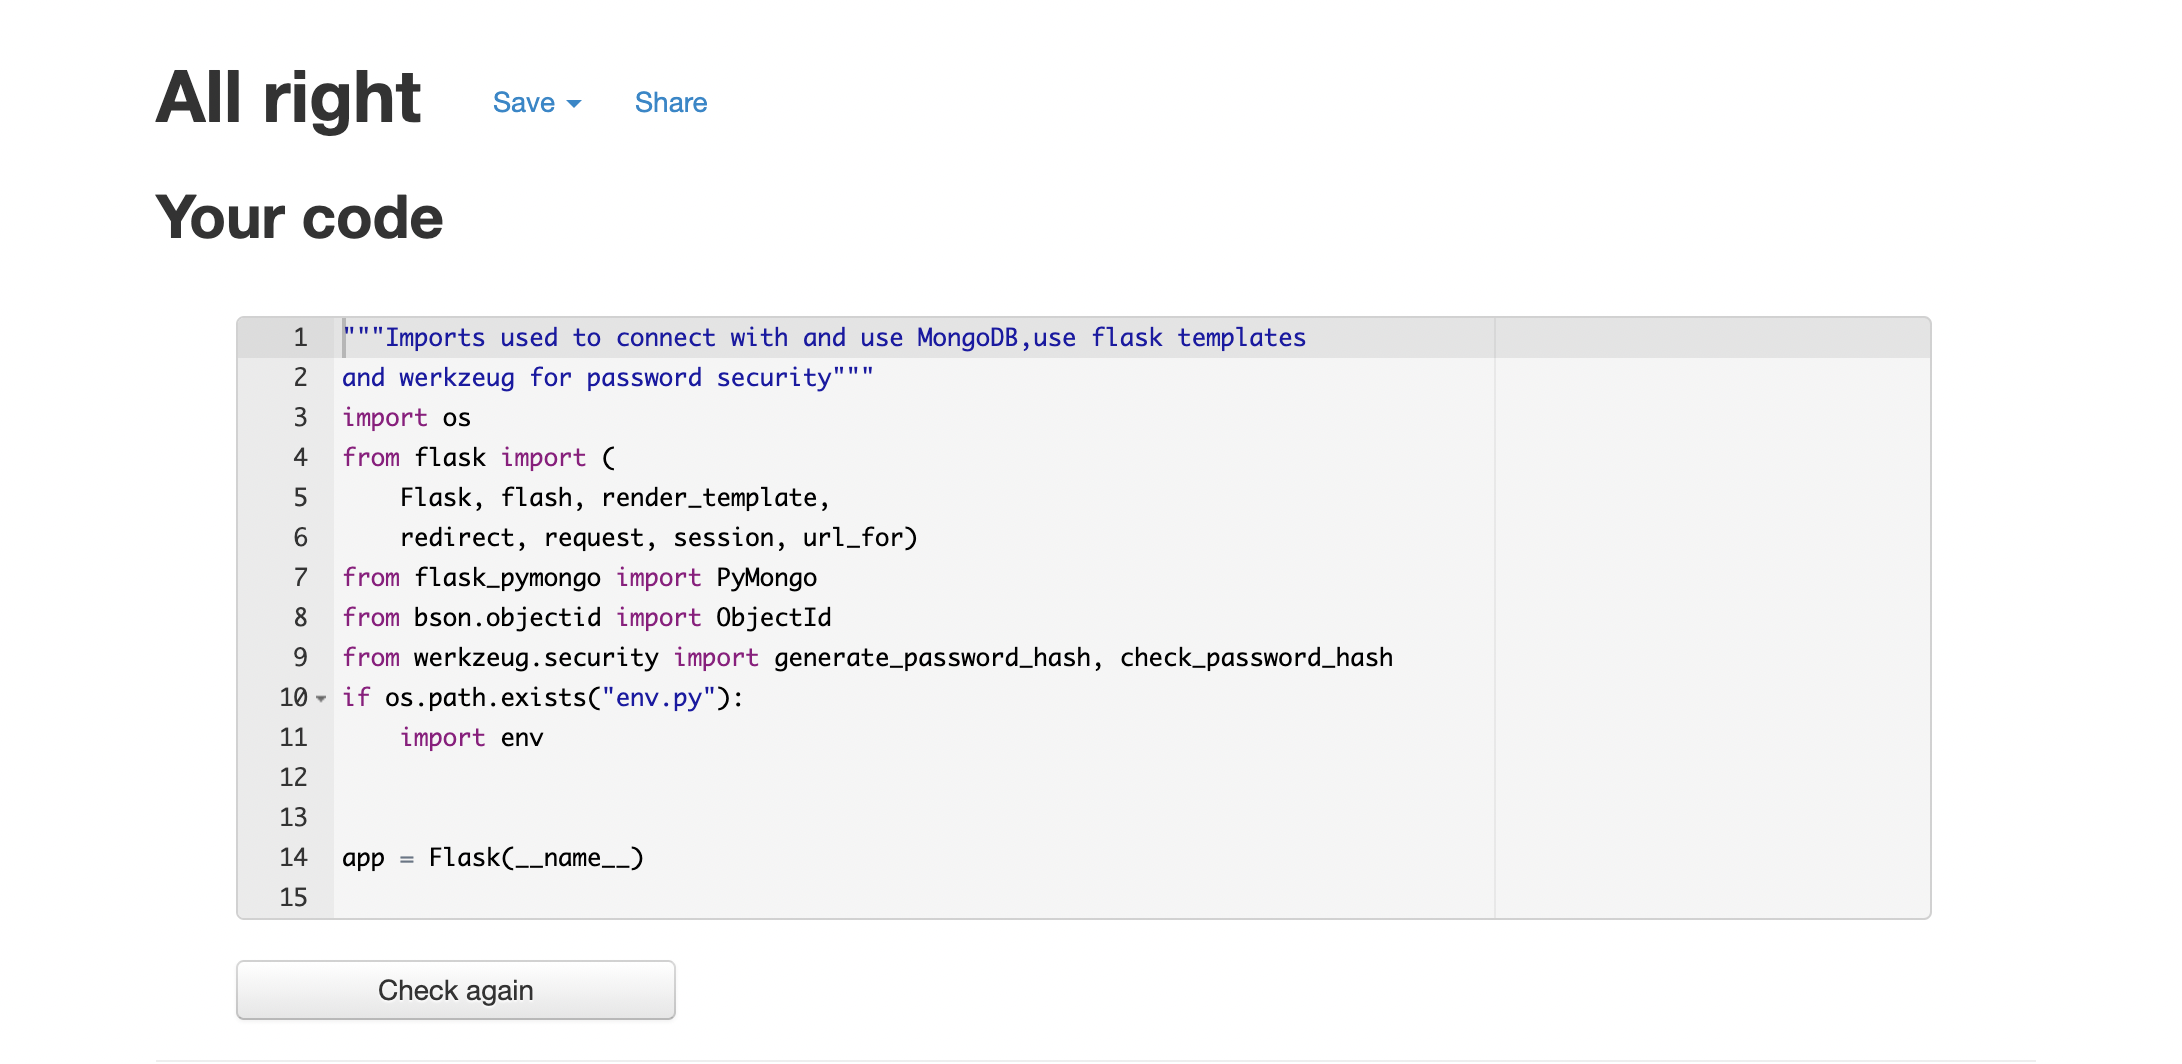 All right
Save
Share
Your code
1 """Imports used to connect with and use MongoDB,use flask templates
2 and werkzeug for password security"""
3 import os
4 from flask import (
5     Flask, flash, render_template,
6     redirect, request, session, url_for)
7 from flask_pymongo import PyMongo
8 from bson.objectid import ObjectId
9 from werkzeug.security import generate_password_hash, check_password_hash
10 if os.path.exists("env.py"):
11     import env
12
13
14 app = Flask(__name__)
15
Check again